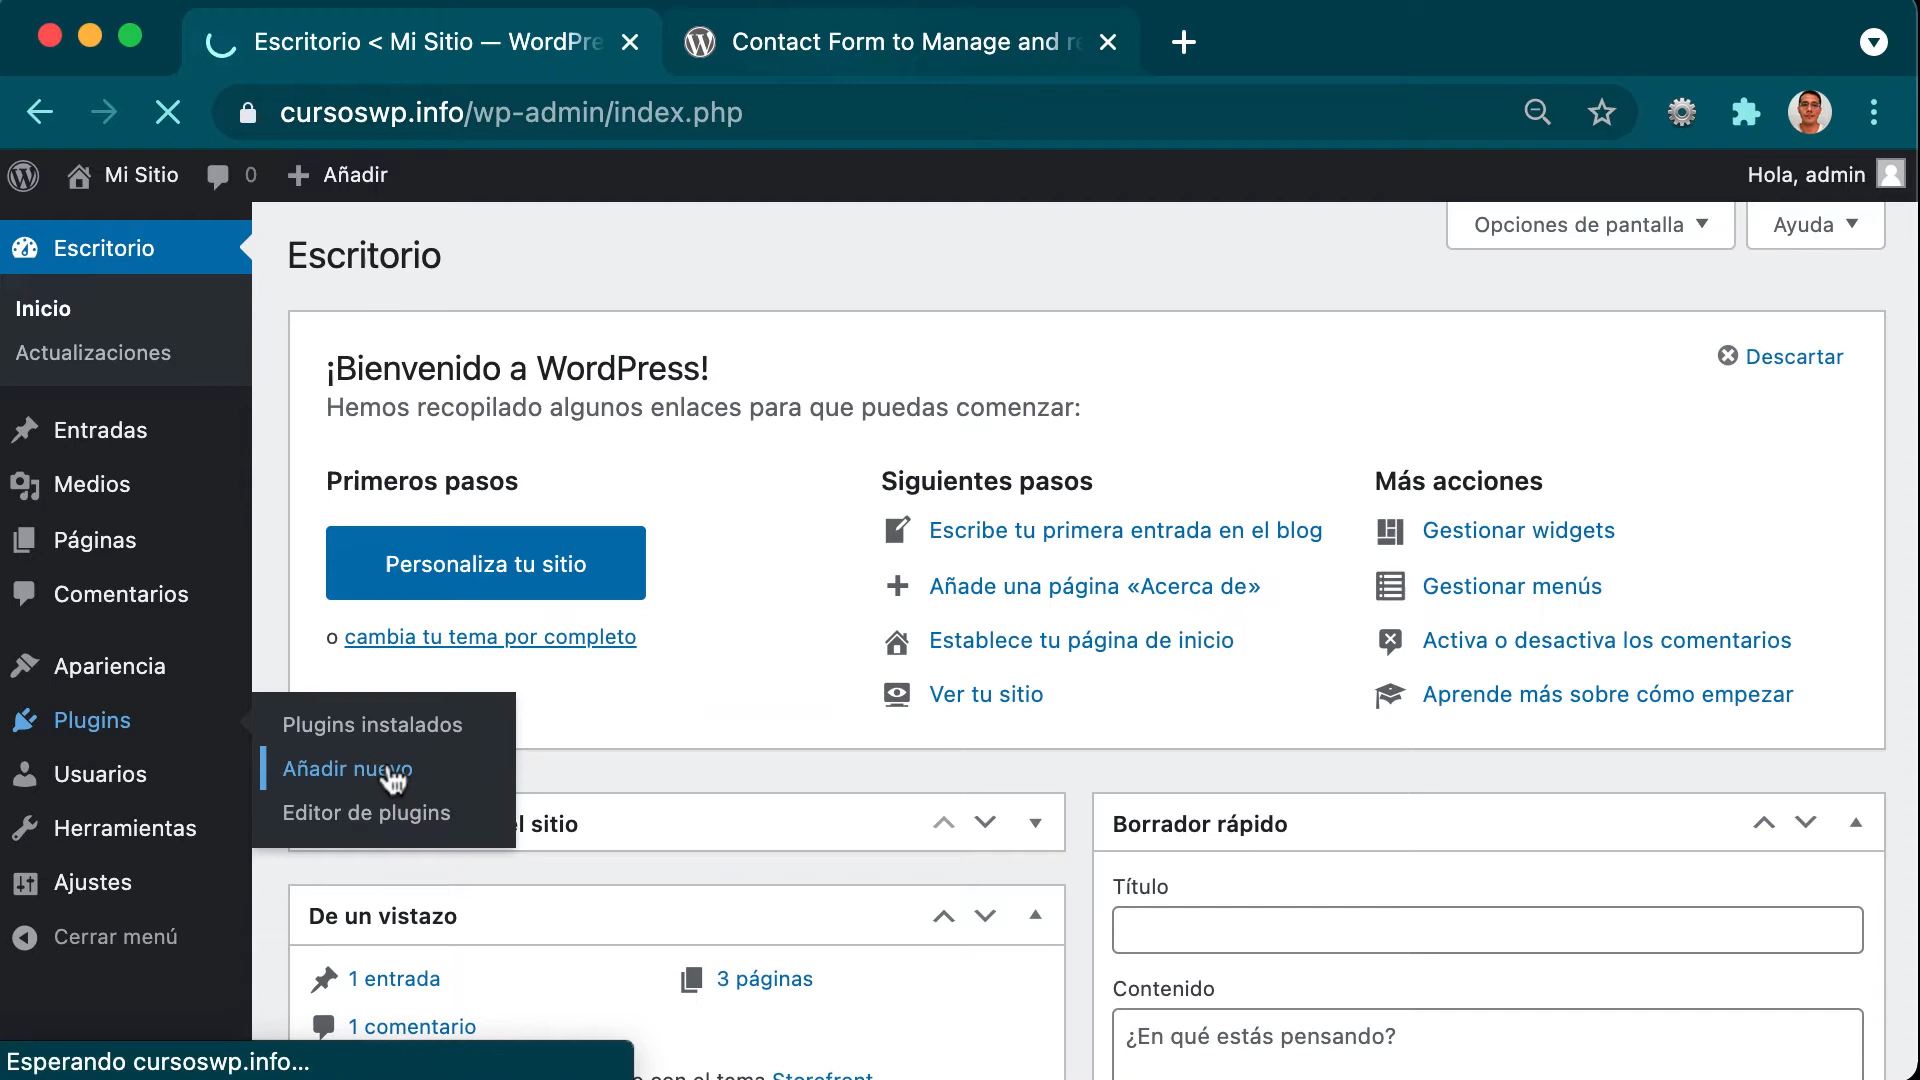 Escritorio < Mi Sitio — WordPre
Contact Form to Manage and re
cursoswp.info/wp-admin/index.php
Mi Sitio
0
Añadir
Hola, admin
Escritorio
Inicio
Actualizaciones
Entradas
Medios
Páginas
Comentarios
Apariencia
Plugins
Usuarios
Herramientas
Ajustes
Cerrar menú
Plugins instalados
Añadir nuevo
Editor de plugins
Escritorio
Opciones de pantalla
Ayuda
¡Bienvenido a WordPress!
Hemos recopilado algunos enlaces para que puedas comenzar:
Descartar
Primeros pasos
Personaliza tu sitio
o cambia tu tema por completo
Siguientes pasos
Escribe tu primera entrada en el blog
Añade una página «Acerca de»
Establece tu página de inicio
Ver tu sitio
Más acciones
Gestionar widgets
Gestionar menús
Activa o desactiva los comentarios
Aprende más sobre cómo empezar
l sitio
De un vistazo
1 entrada
3 páginas
1 comentario
con el tema Storefront
Borrador rápido
Título
Contenido
¿En qué estás pensando?
Esperando cursoswp.info...